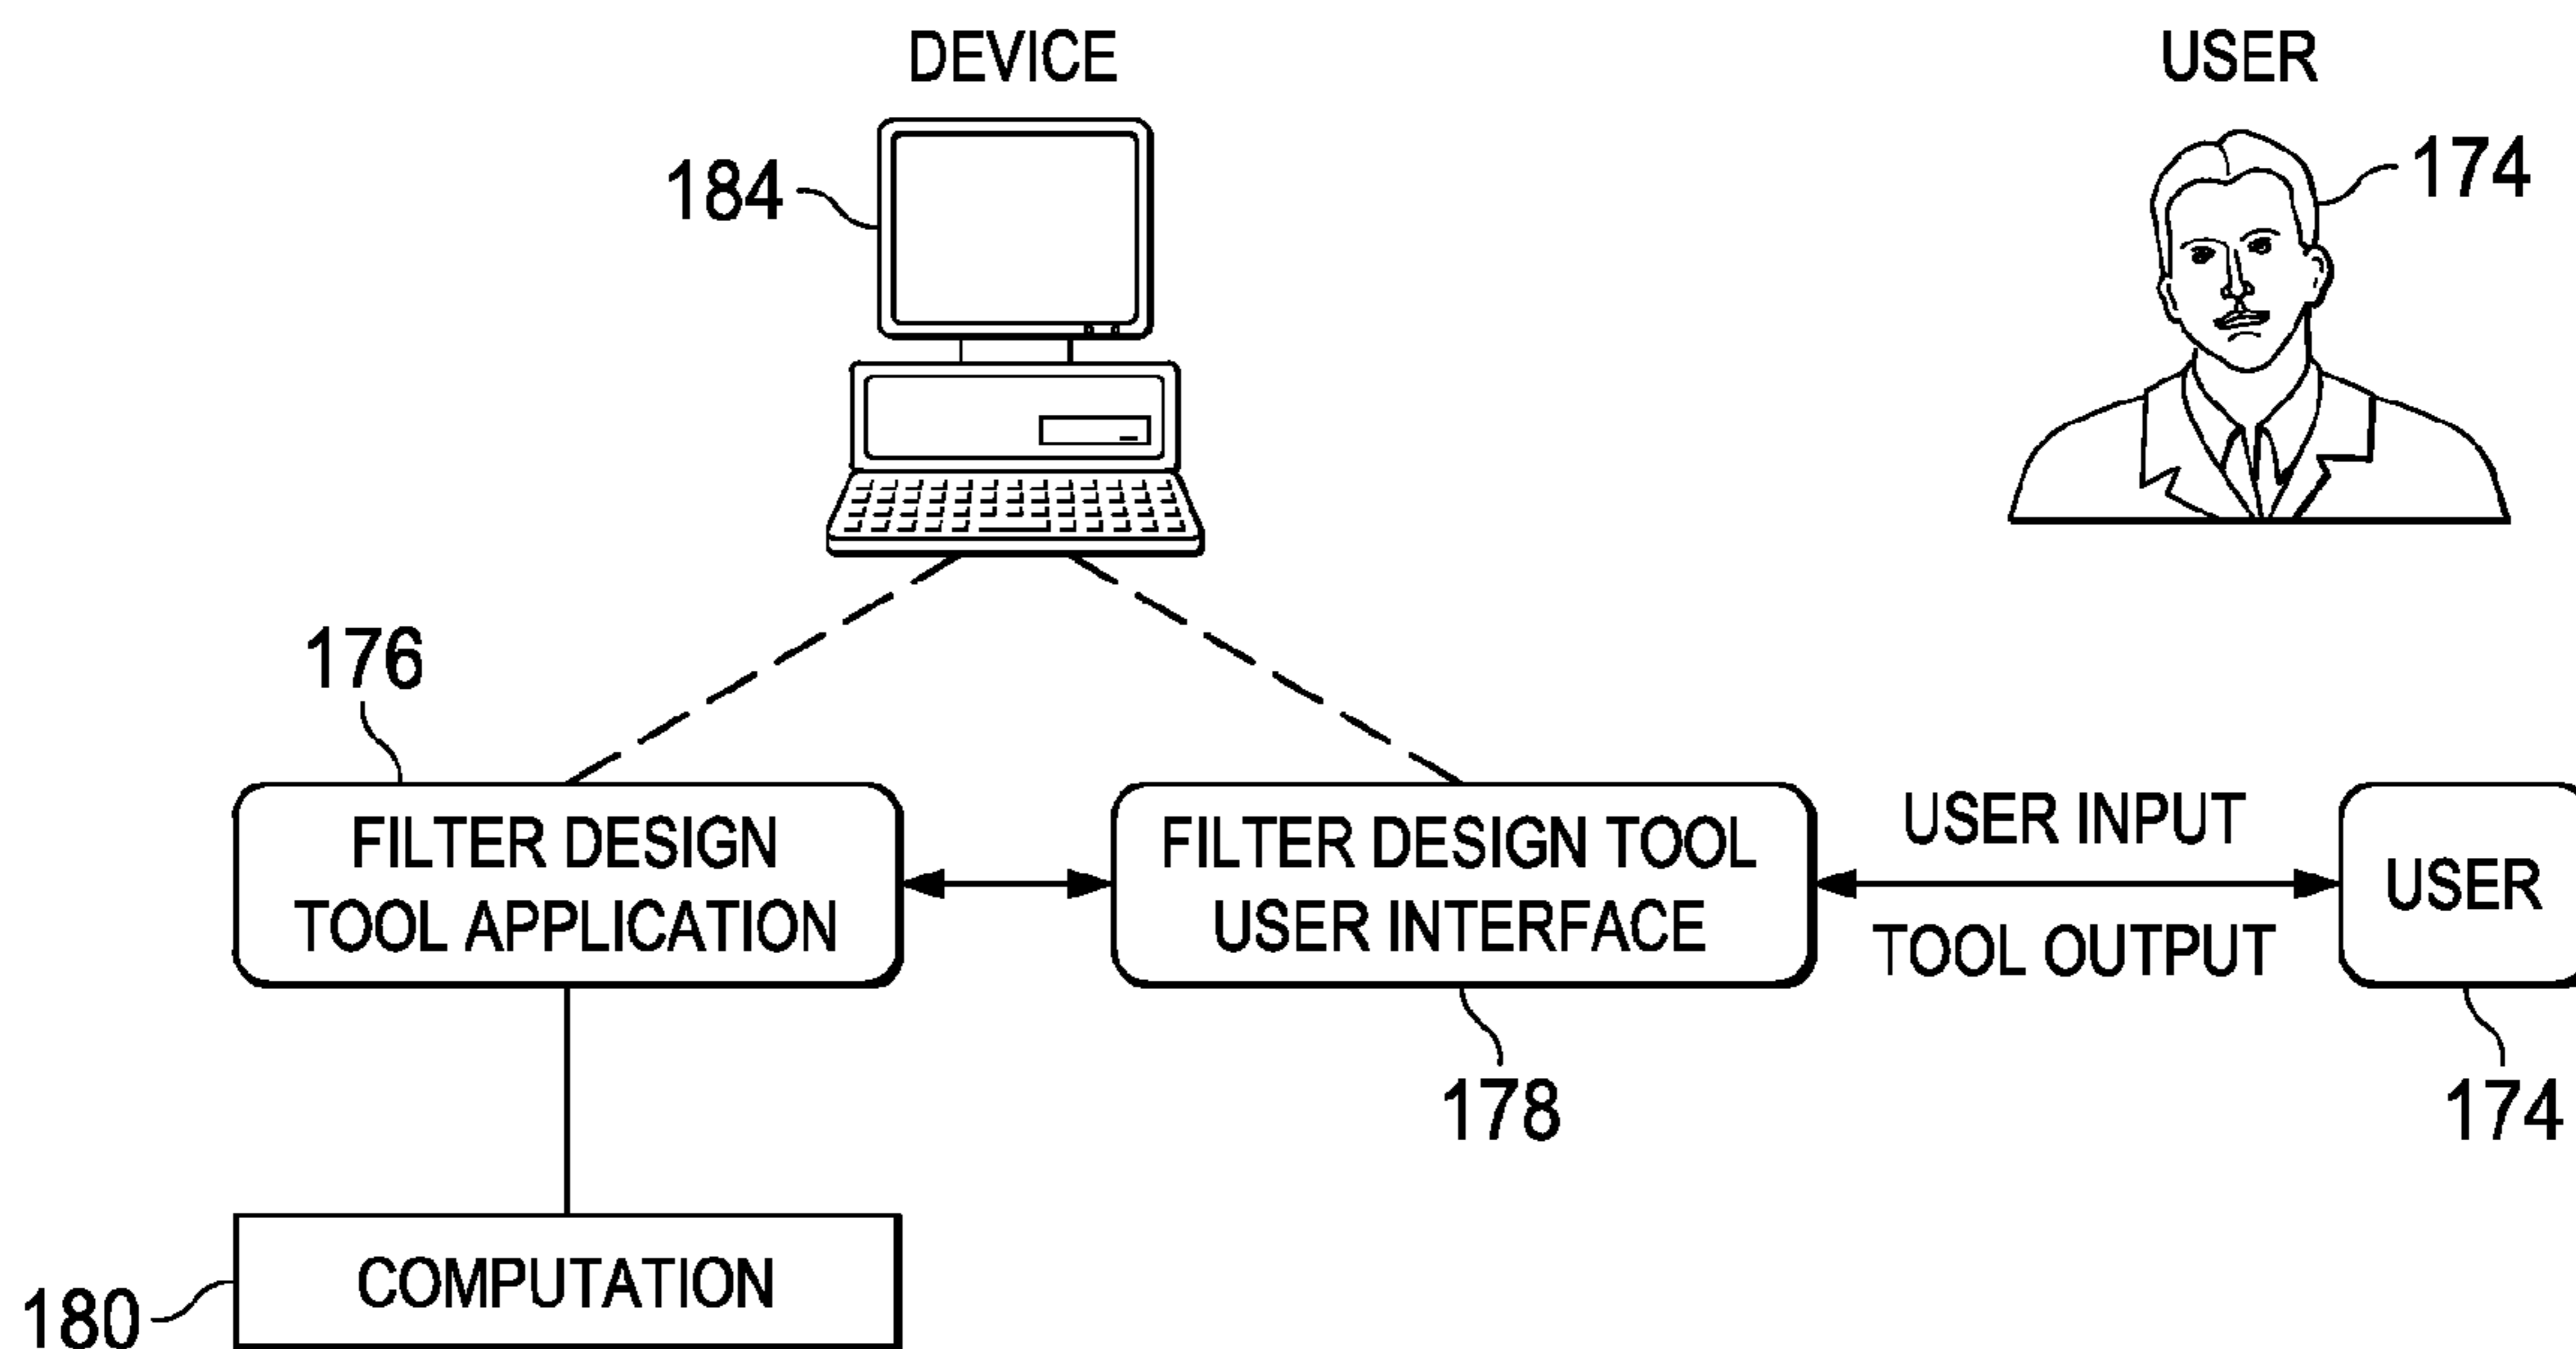 DEVICE
USER
184
174
176
FILTER DESIGN
TOOL APPLICATION
FILTER DESIGN TOOL
USER INTERFACE
USER INPUT
TOOL OUTPUT
USER
178
174
COMPUTATION
180